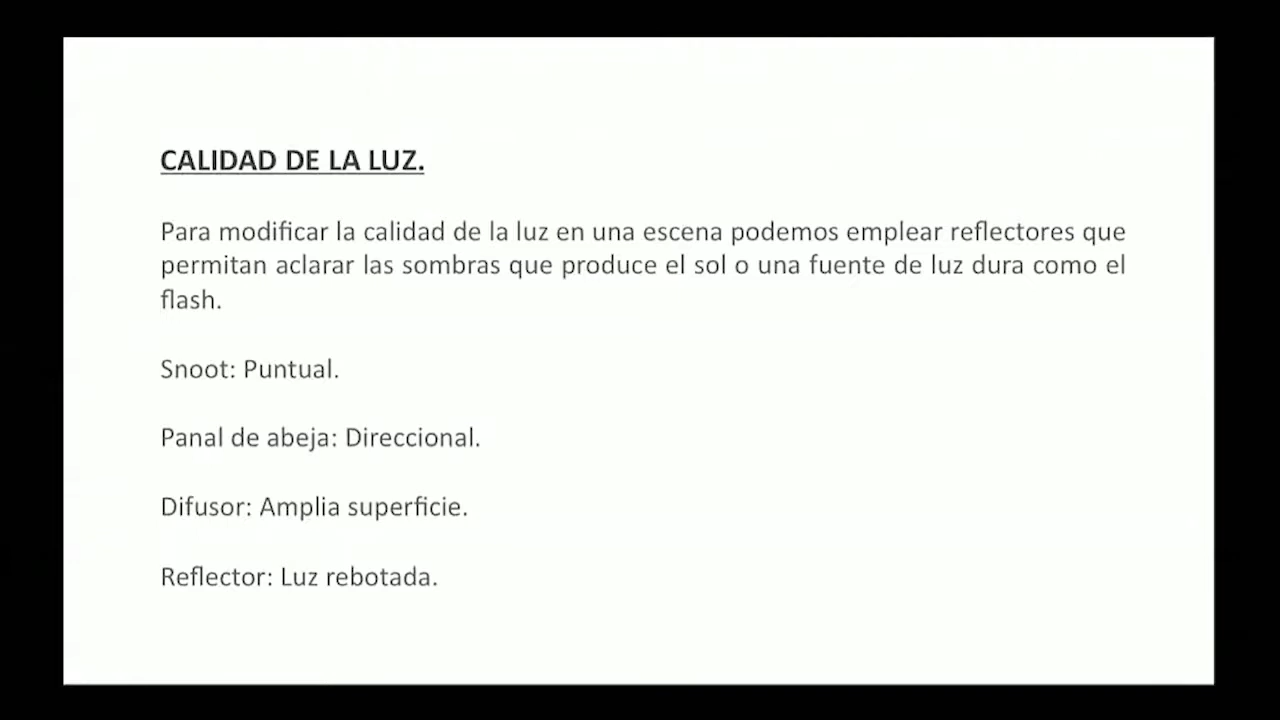 CALIDAD DE LA LUZ.
Para modificar la calidad de la luz en una escena podemos emplear reflectores que
permitan aclarar las sombras que produce el sol o una fuente de luz dura como el
flash.
Snoot: Puntual.
Panal de abeja: Direccional.
Difusor: Amplia superficie.
Reflector: Luz rebotada.